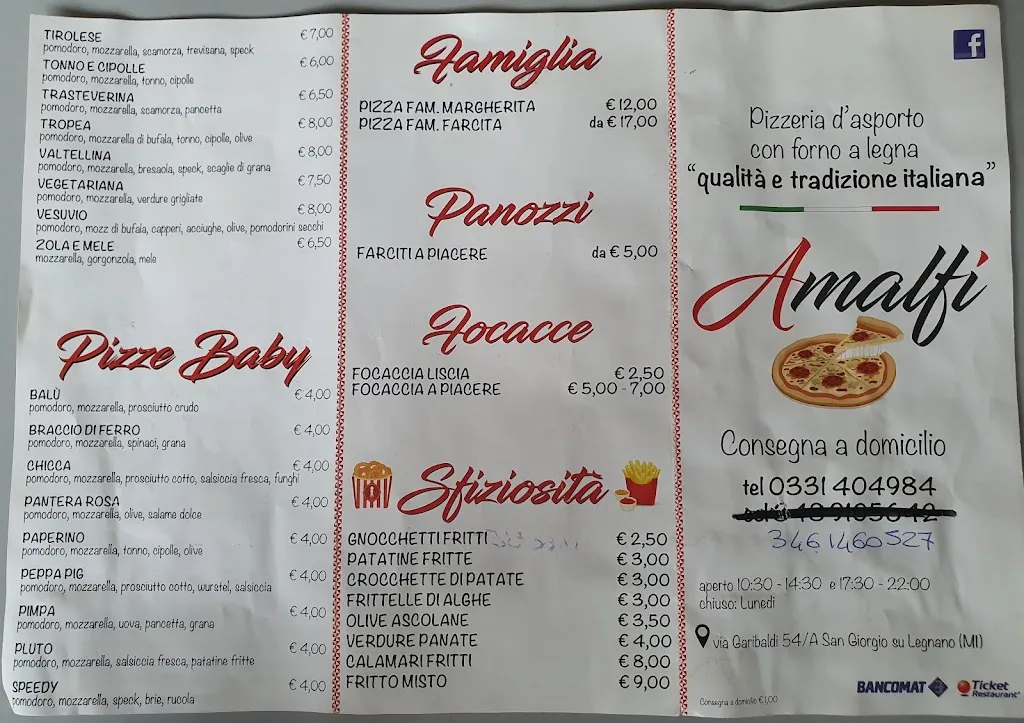 TIROLESE € 7,00
pomodoro, mozzarella, scamorza, trevisana, speck
TONNO E CIPOLLE € 6,00
pomodoro, mozzarella, tonno, cipolle
TRASTEVERINA € 6,50
pomodoro, mozzarella, scamorza, pancetta
TROPEA € 8,00
pomodoro, mozzarella di bufala, tonno, cipolle, olive
VALTELLINA € 8,00
pomodoro, mozzarella, bresaola, speck, scaglie di grana
VEGETARIANA € 7,50
pomodoro, mozzarella, verdure grigliate
VESUVIO € 8,00
pomodoro, mozz di bufala, capperi, acciughe, olive, pomodorini secchi
ZOLA E MELE € 6,50
mozzarella, gorgonzola, mele
Pizze Baby
BALÙ € 4,00
pomodoro, mozzarella, prosciutto crudo
BRACCIO DI FERRO € 4,00
pomodoro, mozzarella, spinaci, grana
CHICCA € 4,00
pomodoro, mozzarella, prosciutto cotto, salsiccia fresca, funghi
PANTERA ROSA € 4,00
pomodoro, mozzarella, olive, salame dolce
PAPERINO € 4,00
pomodoro, mozzarella, tonno, cipolle, olive
PEPPA PIG € 4,00
pomodoro, mozzarella, prosciutto cotto, wurstel, salsiccia
PIMPA € 4,00
pomodoro, mozzarella, uova, pancetta, grana
PLUTO € 4,00
pomodoro, mozzarella, salsiccia fresca, patatine fritte
SPEEDY € 4,00
pomodoro, mozzarella, speck, brie, rucola
Famiglia
PIZZA FAM. MARGHERITA € 12,00
PIZZA FAM. FARCITA da € 17,00
Panozzi
FARCITI A PIACERE da € 5,00
Focacce
FOCACCIA LISCIA € 2,50
FOCACCIA A PIACERE € 5,00 - 7,00
Sfiziosità
GNOCCHETTI FRITTI € 2,50
PATATINE FRITTE € 3,00
CROCCHETTE DI PATATE € 3,00
FRITTELLE DI ALGHE € 3,00
OLIVE ASCOLANE € 3,50
VERDURE PANATE € 4,00
CALAMARI FRITTI € 8,00
FRITTO MISTO € 9,00
f
Pizzeria d'asporto
con forno a legna
"qualità e tradizione italiana"
Amalfi
Consegna a domicilio
tel 0331 404984
346 1460527
aperto 10:30 - 14:30 e 17:30 - 22:00
chiuso: Lunedì
via Garibaldi 54/A San Giorgio su Legnano (MI)
BANCOMAT Ticket Restaurant
Consegna a domicilio € 1,00